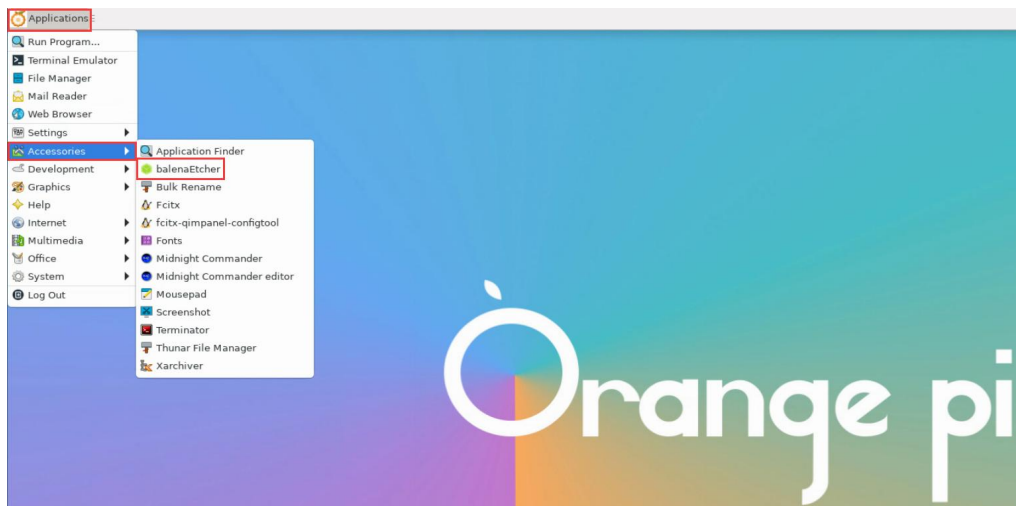 Applications
Run Program...
Terminal Emulator
File Manager
Mail Reader
Web Browser
Settings
Accessories
Development
Graphics
Help
Internet
Multimedia
Office
System
Log Out
Application Finder
balenaEtcher
Bulk Rename
Fcitx
fcitx-qimpanel-configtool
Fonts
Midnight Commander
Midnight Commander editor
Mousepad
Screenshot
Terminator
Thunar File Manager
Xarchiver
Orange pi